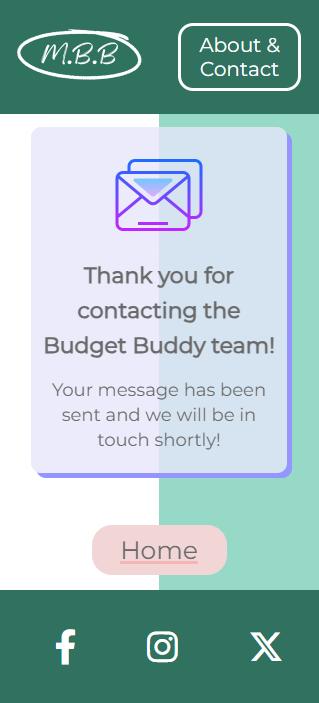 M.B.B
About &
Contact
Thank you for
contacting the
Budget Buddy team!
Your message has been
sent and we will be in
touch shortly!
Home